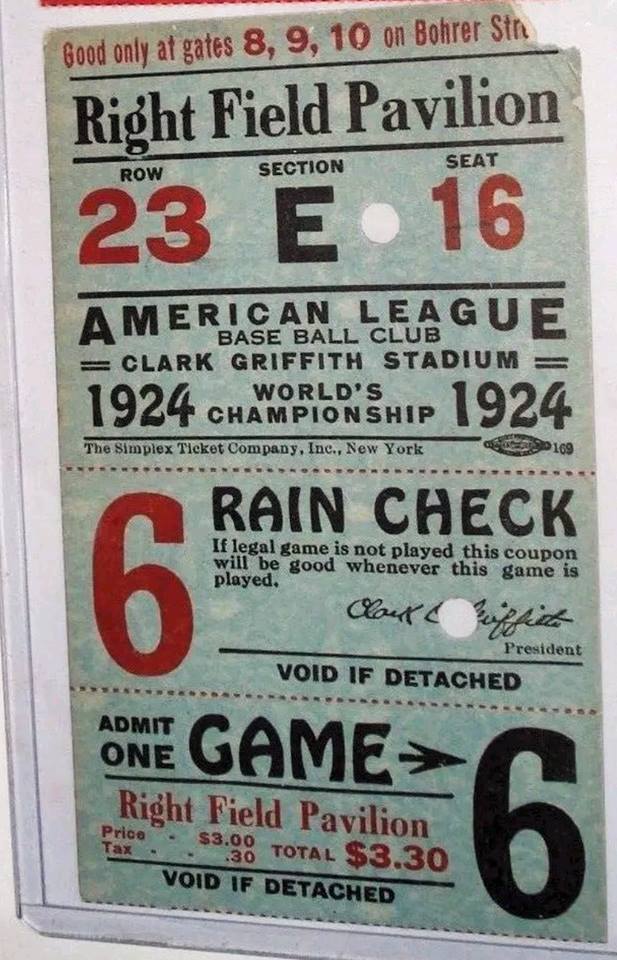 Good only at gates 8, 9, 10 on Bohrer
Right Field Pavilion
ROW SECTION SEAT
23 E 16
AMERICAN LEAGUE
BASE BALL CLUB
CLARK GRIFFITH STADIUM
1924 WORLD'S CHAMPIONSHIP 1924
The Simplex Ticket Company, Inc., New York 169
6
RAIN CHECK
If legal game is not played this coupon
will be good whenever this game is
played.
Clark C Griffith
President
VOID IF DETACHED
ADMIT
ONE GAME 6
Right Field Pavilion
Price - $3.00
Tax - - .30 TOTAL $3.30
VOID IF DETACHED